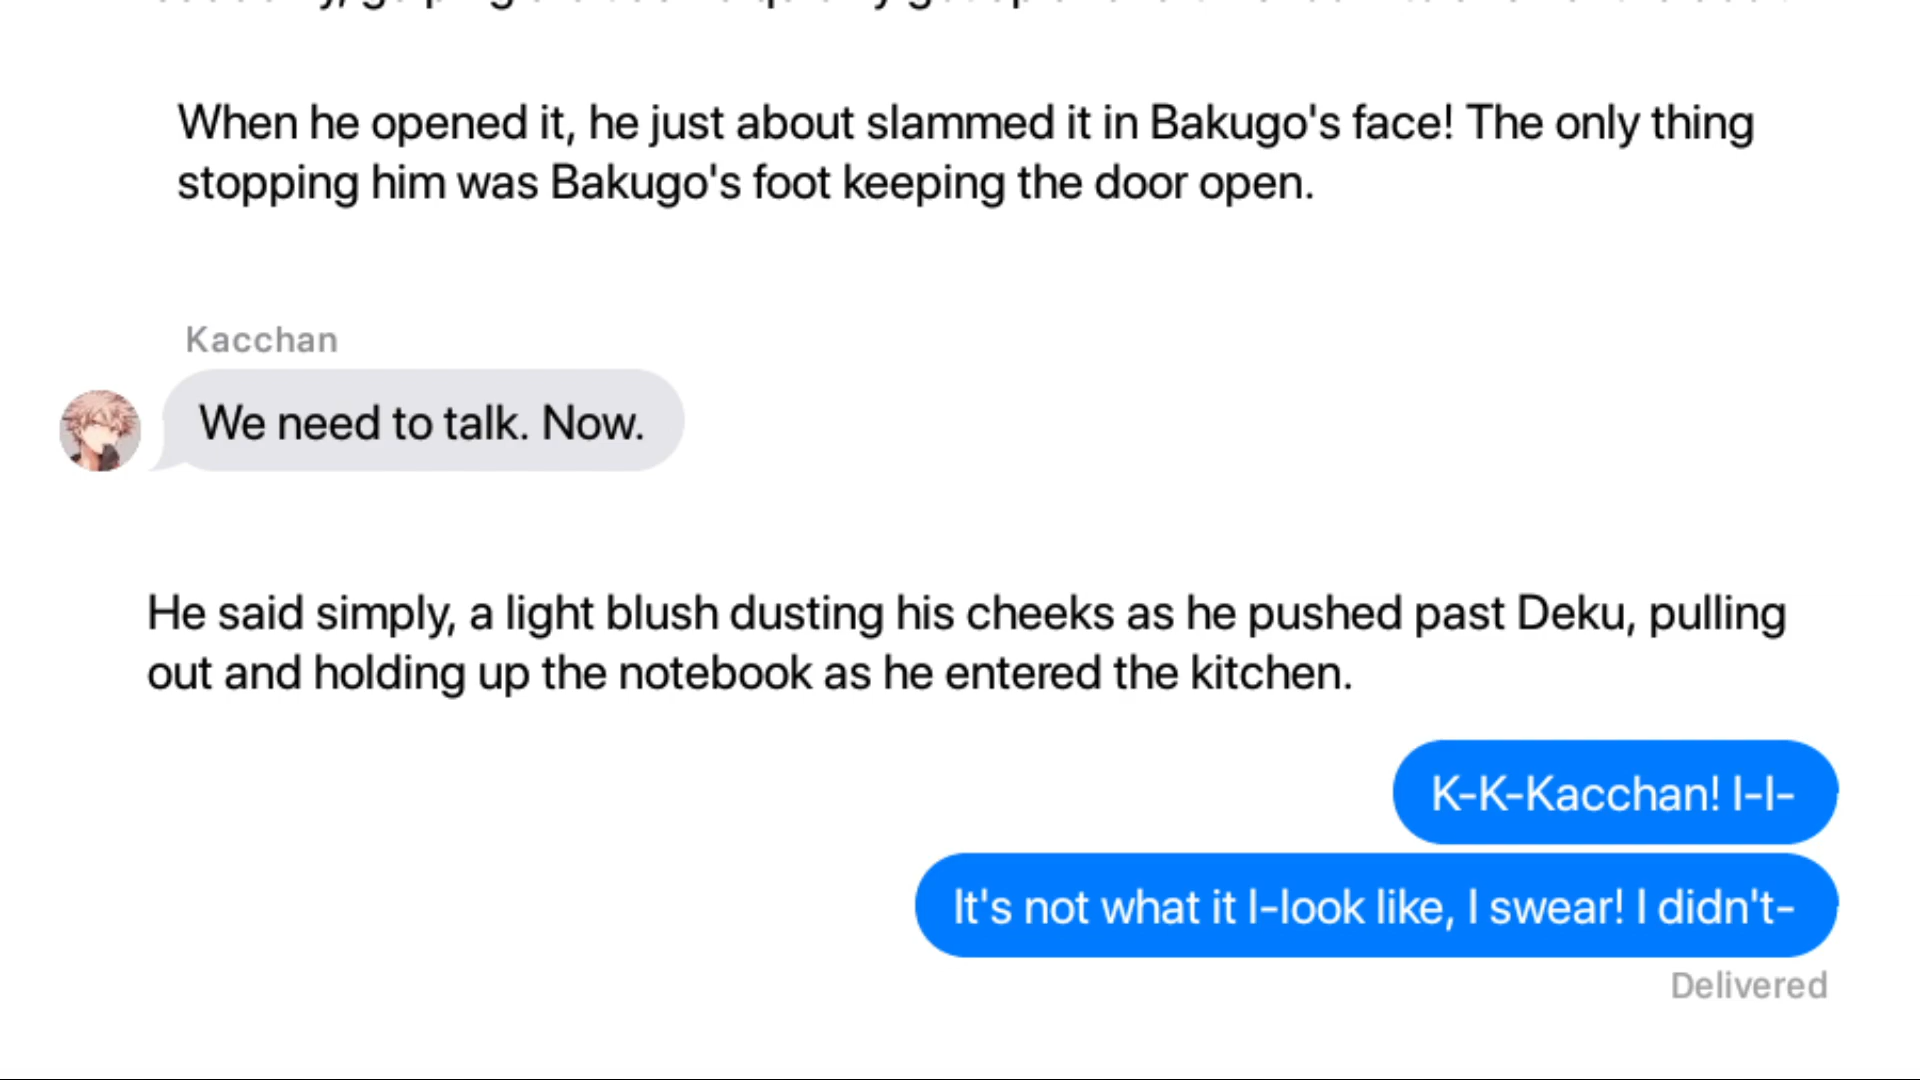 When he opened it, he just about slammed it in Bakugo's face! The only thing
stopping him was Bakugo's foot keeping the door open.
Kacchan
We need to talk. Now.
He said simply, a light blush dusting his cheeks as he pushed past Deku, pulling
out and holding up the notebook as he entered the kitchen.
K-K-Kacchan! I-I-
It's not what it l-look like, I swear! I didn't-
Delivered